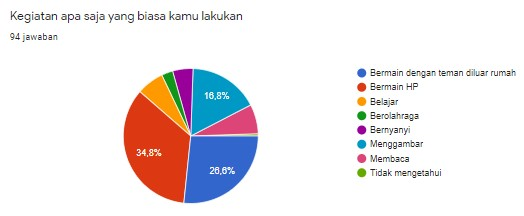 Kegiatan apa saja yang biasa kamu lakukan
94 jawaban
Bermain dengan teman diluar rumah
Bermain HP
Belajar
Berolahraga
Bernyanyi
Menggambar
Membaca
Tidak mengetahui
16,8%
34,8%
26,6%